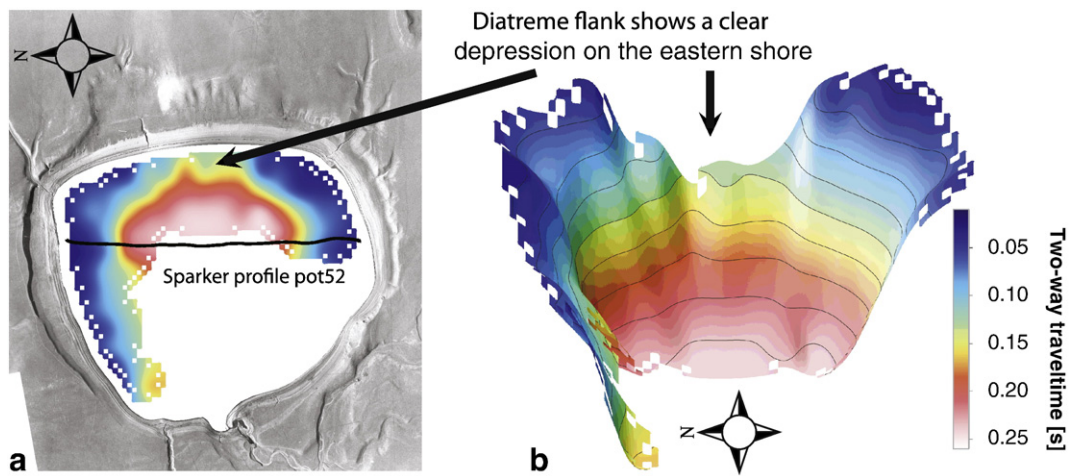 Diatreme flank shows a clear
depression on the eastern shore
N
Sparker profile pot52
a
b
N
0.05
0.10
0.15
0.20
0.25
Two-way traveltime [s]